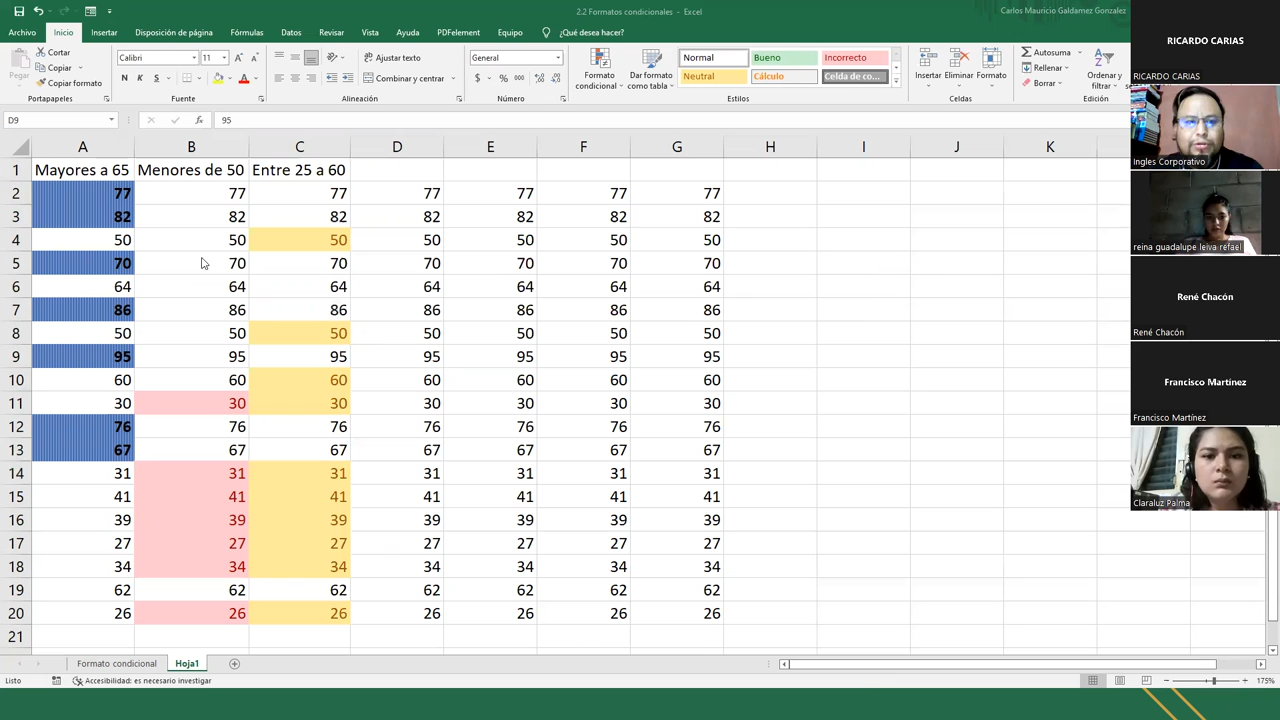 2.2 Formatos condicionales - Excel
Carlos Mauricio Galdamez Gonzalez
Archivo Inicio Insertar Disposición de página Fórmulas Datos Revisar Vista Ayuda PDFelement Equipo ¿Qué desea hacer?
Pegar
Cortar
Copiar
Copiar formato
Portapapeles
Calibri 11
N K S
Fuente
Ajustar texto
Combinar y centrar
Alineación
General
$ % 000
Número
Formato condicional
Dar formato como tabla
Normal Bueno Incorrecto
Neutral Cálculo Celda de co...
Estilos
Insertar Eliminar Formato
Celdas
Autosuma
Rellenar
Borrar
Ordenar y filtrar
Edición
D9 fx 95
A B C D E F G H I J K
1 Mayores a 65 Menores de 50 Entre 25 a 60
2 77 77 77 77 77 77 77
3 82 82 82 82 82 82 82
4 50 50 50 50 50 50 50
5 70 70 70 70 70 70 70
6 64 64 64 64 64 64 64
7 86 86 86 86 86 86 86
8 50 50 50 50 50 50 50
9 95 95 95 95 95 95 95
10 60 60 60 60 60 60 60
11 30 30 30 30 30 30 30
12 76 76 76 76 76 76 76
13 67 67 67 67 67 67 67
14 31 31 31 31 31 31 31
15 41 41 41 41 41 41 41
16 39 39 39 39 39 39 39
17 27 27 27 27 27 27 27
18 34 34 34 34 34 34 34
19 62 62 62 62 62 62 62
20 26 26 26 26 26 26 26
21
Formato condicional Hoja1
Listo Accesibilidad: es necesario investigar 175%
RICARDO CARIAS
RICARDO CARIAS
Ingles Corporativo
reina guadalupe leiva refael
René Chacón
René Chacón
Francisco Martínez
Francisco Martínez
Claraluz Palma